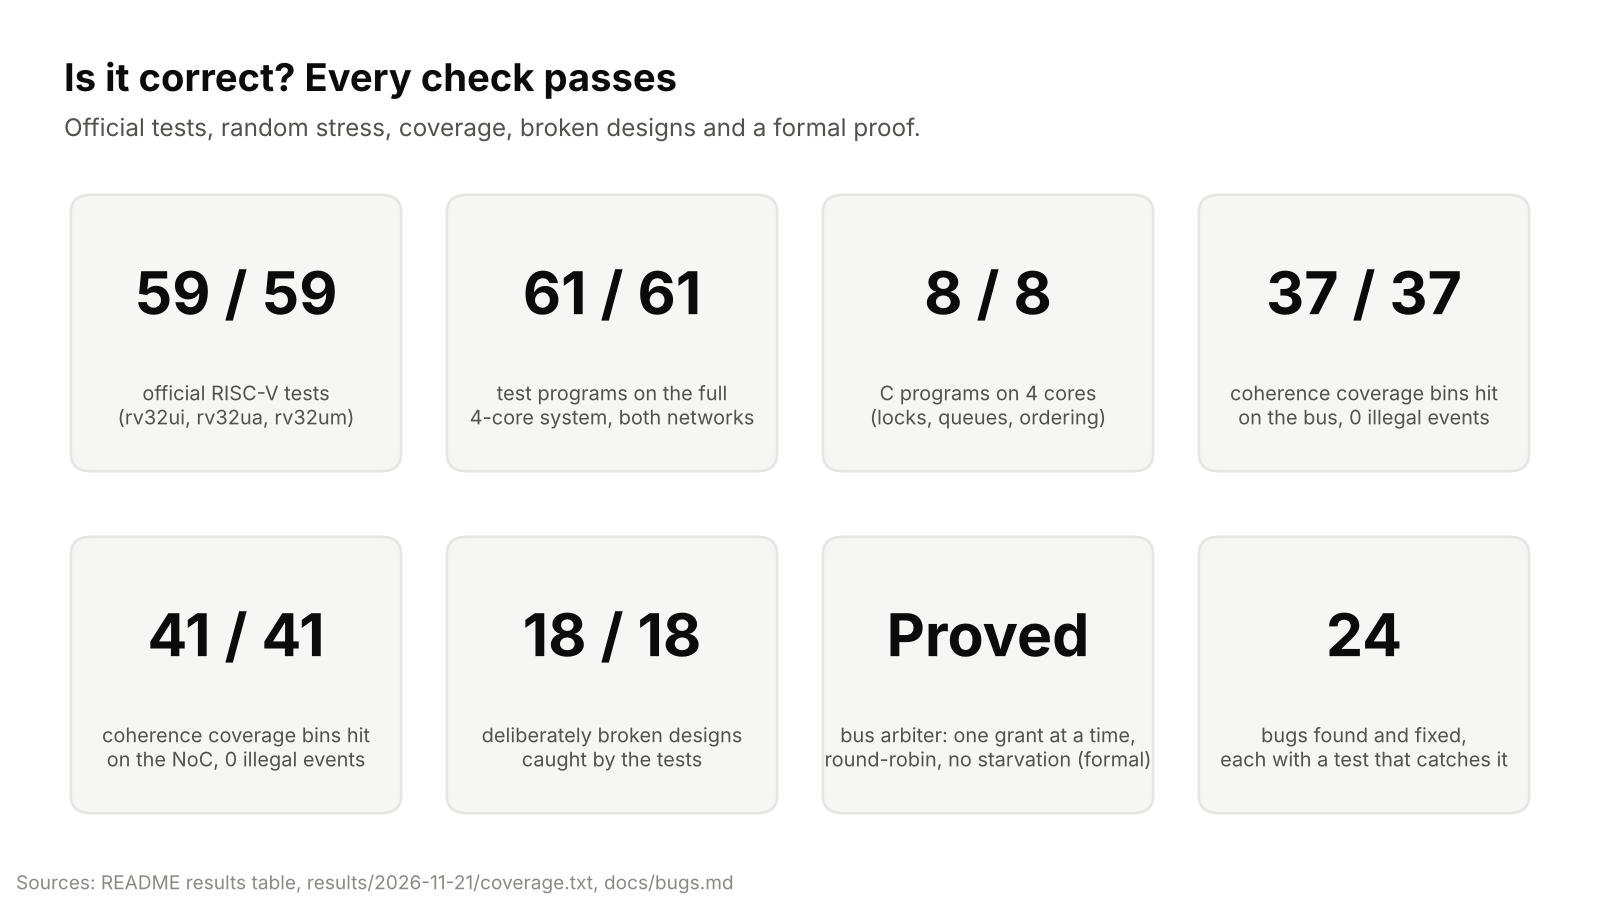 Is it correct? Every check passes
Official tests, random stress, coverage, broken designs and a formal proof.
59 / 59
official RISC-V tests
(rv32ui, rv32ua, rv32um)
61 / 61
test programs on the full
4-core system, both networks
8 / 8
C programs on 4 cores
(locks, queues, ordering)
37 / 37
coherence coverage bins hit
on the bus, 0 illegal events
41 / 41
coherence coverage bins hit
on the NoC, 0 illegal events
18 / 18
deliberately broken designs
caught by the tests
Proved
bus arbiter: one grant at a time,
round-robin, no starvation (formal)
24
bugs found and fixed,
each with a test that catches it
Sources: README results table, results/2026-11-21/coverage.txt, docs/bugs.md